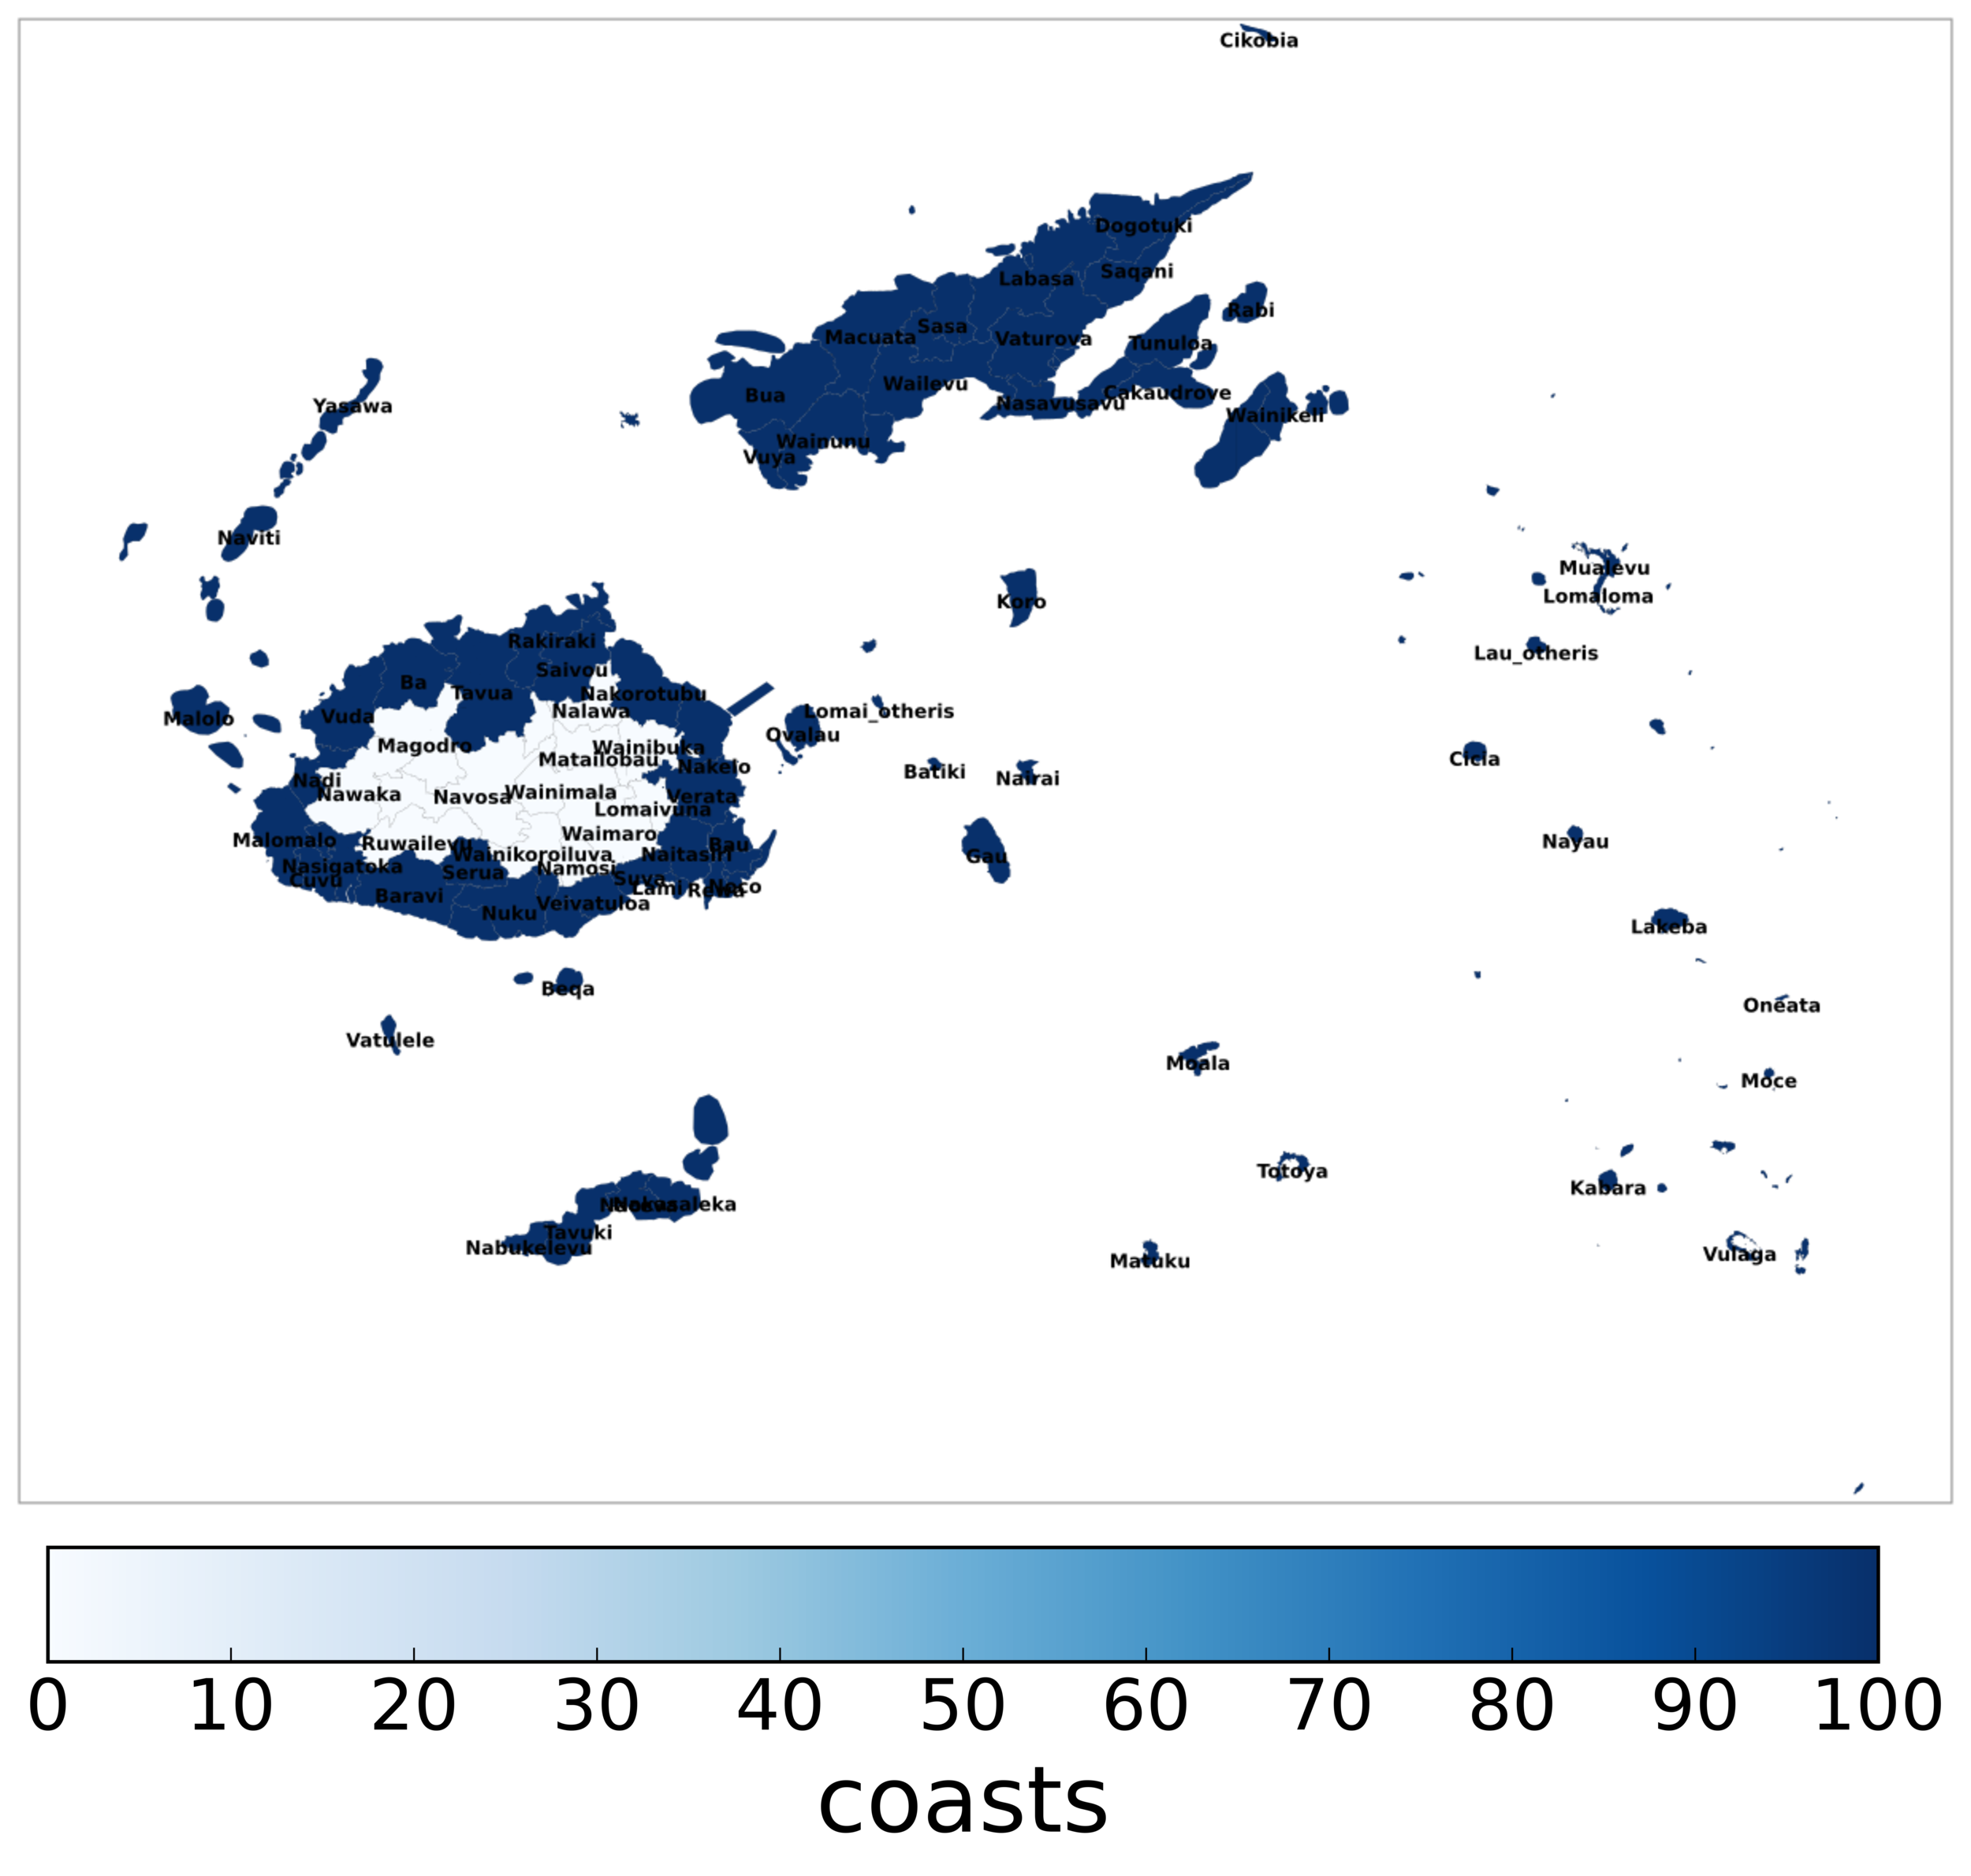 Cikobia
Dogotuki
Saqani
Labasa
Rabi
Sasa
Macuata
Vaturova
Tunuloa
Wailevu
Cakaudrove
Bua
Nasavusavu
Yasawa
Wainikeli
Wainunu
Vuya
Naviti
Mualevu
Lomaloma
Koro
Rakiraki
Lau_otheris
Saivou
Ba
Tavua
Nakorotubu
Nalawa
Lomai_otheris
Vuda
Malolo
Ovalau
Magodro
Wainibuka
Matailobau
Cicia
Nakelo
Batiki
Nairai
Nadi
Nawaka
Navosa
Wainimala
Verata
Lomaivuna
Waimaro
Malomalo
Ruwailevu
Bau
Nayau
Wainikoroiluva
Naitasiri
Gau
Nasigatoka
Namosi
Serua
Cuvu
Suva
Lami
Rewa
Noco
Baravi
Veivatuloa
Nuku
Lakeba
Beqa
Oneata
Vatulele
Moala
Moce
Totoya
Kabara
Nakasaleka
Tavuki
Nabukelevu
Vulaga
Matuku
0 10 20 30 40 50 60 70 80 90 100
coasts